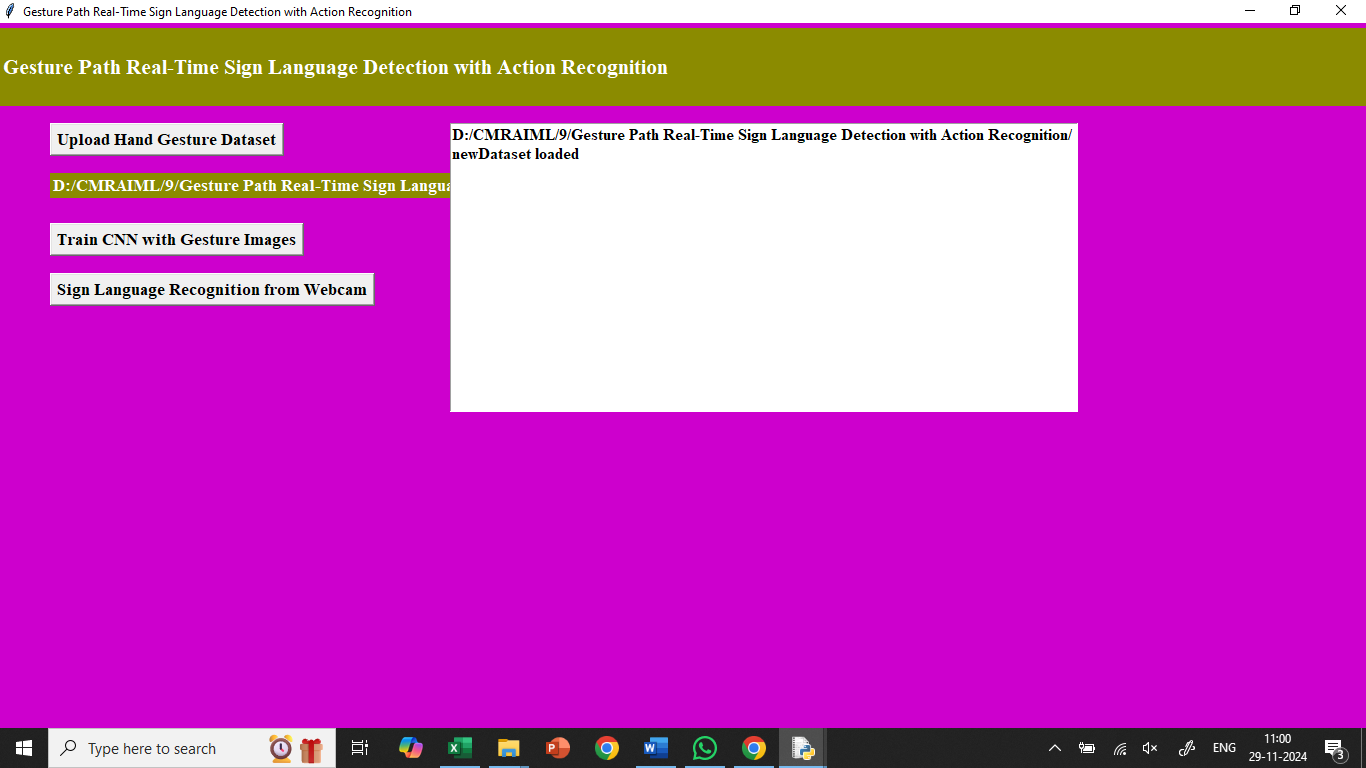 Gesture Path Real-Time Sign Language Detection with Action Recognition
Gesture Path Real-Time Sign Language Detection with Action Recognition
Upload Hand Gesture Dataset
D:/CMRAIML/9/Gesture Path Real-Time Sign Langua
Train CNN with Gesture Images
Sign Language Recognition from Webcam
D:/CMRAIML/9/Gesture Path Real-Time Sign Language Detection with Action Recognition/
newDataset loaded
Type here to search
ENG
11:00
29-11-2024
3